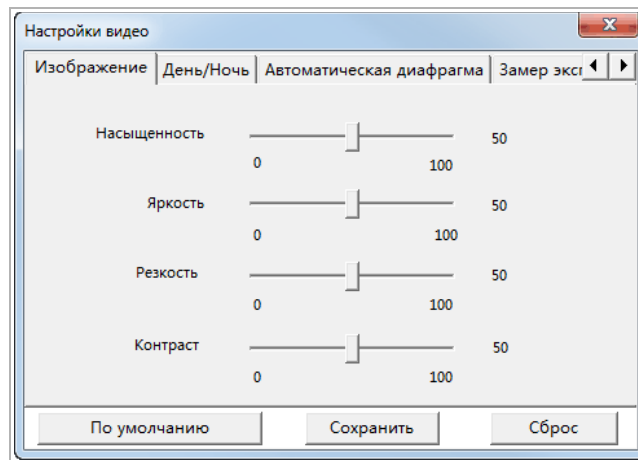 Настройки видео
Изображение День/Ночь Автоматическая диафрагма Замер эксп
Насыщенность 50
0 100
Яркость 50
0 100
Резкость 50
0 100
Контраст 50
0 100
По умолчанию Сохранить Сброс